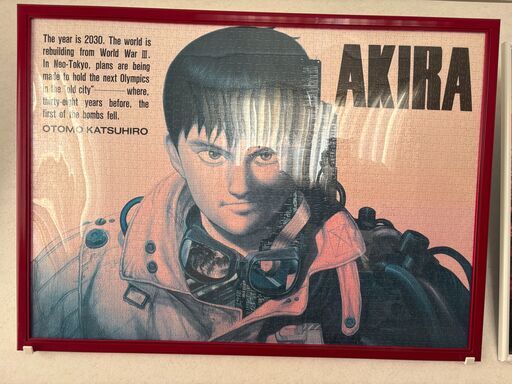 The year is 2030. The world is
rebuilding from World War III.
In Neo-Tokyo, plans are being
made to hold the next Olympics
in the "old city"———where,
thirty-eight years before, the
first of the bombs fell.
OTOMO KATSUHIRO
AKIRA